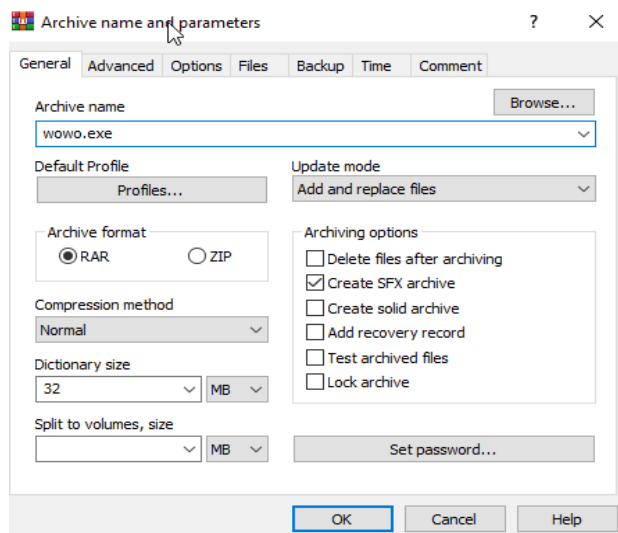 Archive name and parameters ?
General Advanced Options Files Backup Time Comment
Archive name Browse...
wowo.exe
Default Profile Update mode
Profiles... Add and replace files
Archive format Archiving options
RAR ZIP Delete files after archiving
Create SFX archive
Compression method Create solid archive
Normal Add recovery record
Dictionary size Test archived files
32 MB Lock archive
Split to volumes, size
MB Set password...
OK Cancel Help